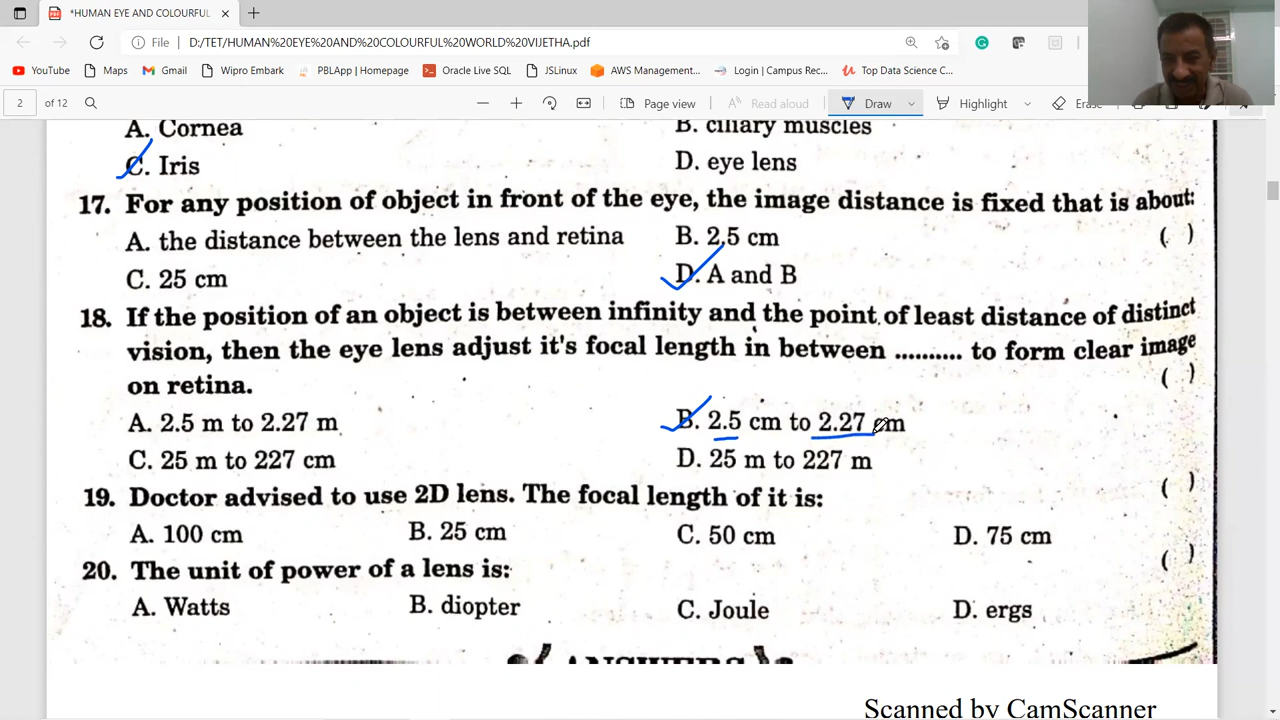 *HUMAN EYE AND COLOURFUL
File D:/TET/HUMAN%20EYE%20AND%20COLOURFUL%20WORLD%20VIJETHA.pdf
YouTube Maps Gmail Wipro Embark PBLApp | Homepage Oracle Live SQL JSLinux AWS Management... Login | Campus Rec... Top Data Science C...
2 of 12 Page view Read aloud Draw Highlight Erase
A. Cornea B. ciliary muscles
C. Iris D. eye lens
17. For any position of object in front of the eye, the image distance is fixed that is about:
A. the distance between the lens and retina B. 2.5 cm ( )
C. 25 cm D. A and B
18. If the position of an object is between infinity and the point of least distance of distinct
vision, then the eye lens adjust it's focal length in between .......... to form clear image
on retina. ( )
A. 2.5 m to 2.27 m B. 2.5 cm to 2.27 cm
C. 25 m to 227 cm D. 25 m to 227 m
19. Doctor advised to use 2D lens. The focal length of it is: ( )
A. 100 cm B. 25 cm C. 50 cm D. 75 cm
20. The unit of power of a lens is: ( )
A. Watts B. diopter C. Joule D. ergs
ANSWERS
Scanned by CamScanner